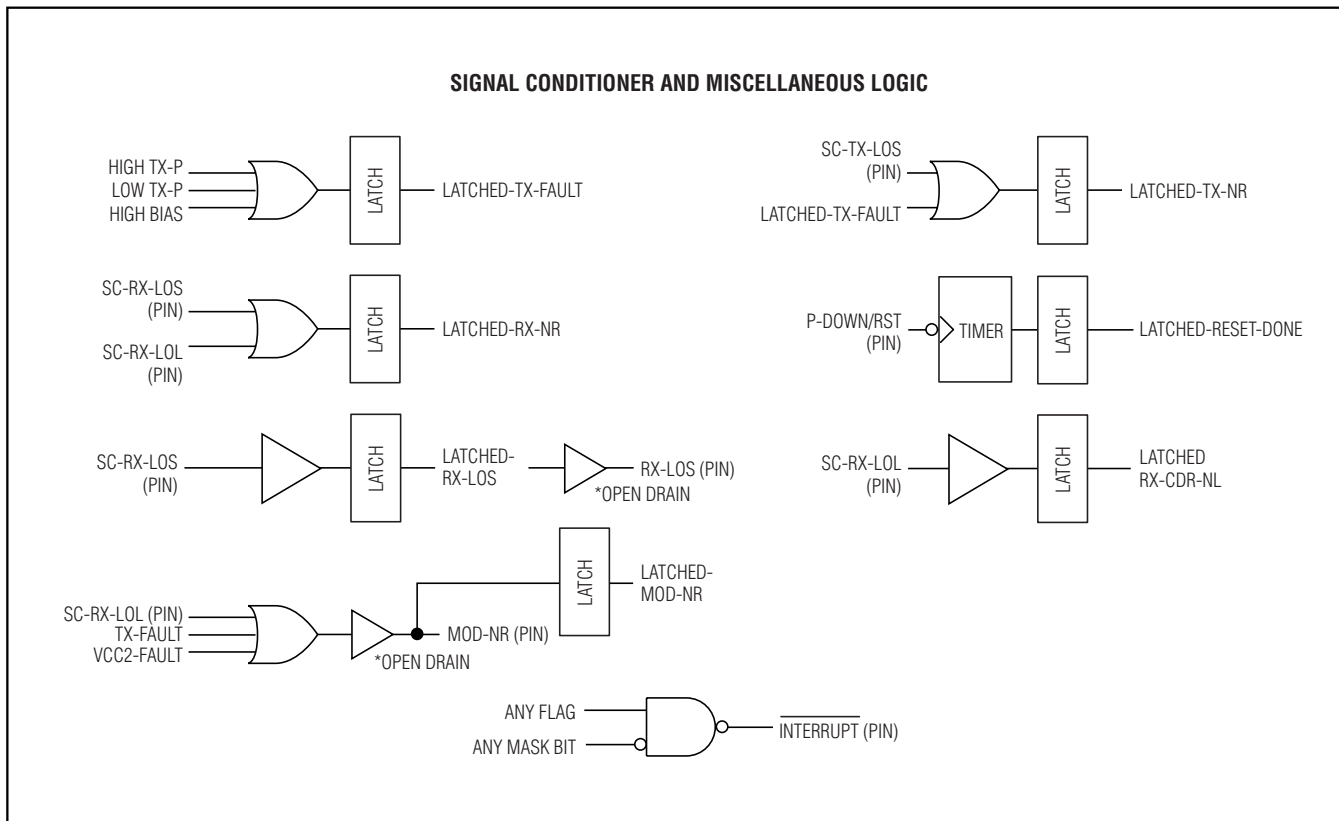 SIGNAL CONDITIONER AND MISCELLANEOUS LOGIC
HIGH TX-P
LOW TX-P
HIGH BIAS
LATCH
LATCHED-TX-FAULT
SC-TX-LOS
(PIN)
LATCHED-TX-FAULT
LATCH
LATCHED-TX-NR
SC-RX-LOS
(PIN)
SC-RX-LOL
(PIN)
LATCH
LATCHED-RX-NR
P-DOWN/RST
(PIN)
TIMER
LATCH
LATCHED-RESET-DONE
SC-RX-LOS
(PIN)
LATCH
LATCHED-
RX-LOS
RX-LOS (PIN)
*OPEN DRAIN
SC-RX-LOL
(PIN)
LATCH
LATCHED
RX-CDR-NL
SC-RX-LOL (PIN)
TX-FAULT
VCC2-FAULT
*OPEN DRAIN
MOD-NR (PIN)
LATCH
LATCHED-
MOD-NR
ANY FLAG
ANY MASK BIT
INTERRUPT (PIN)